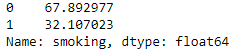 0    67.892977
1    32.107023
Name: smoking, dtype: float64